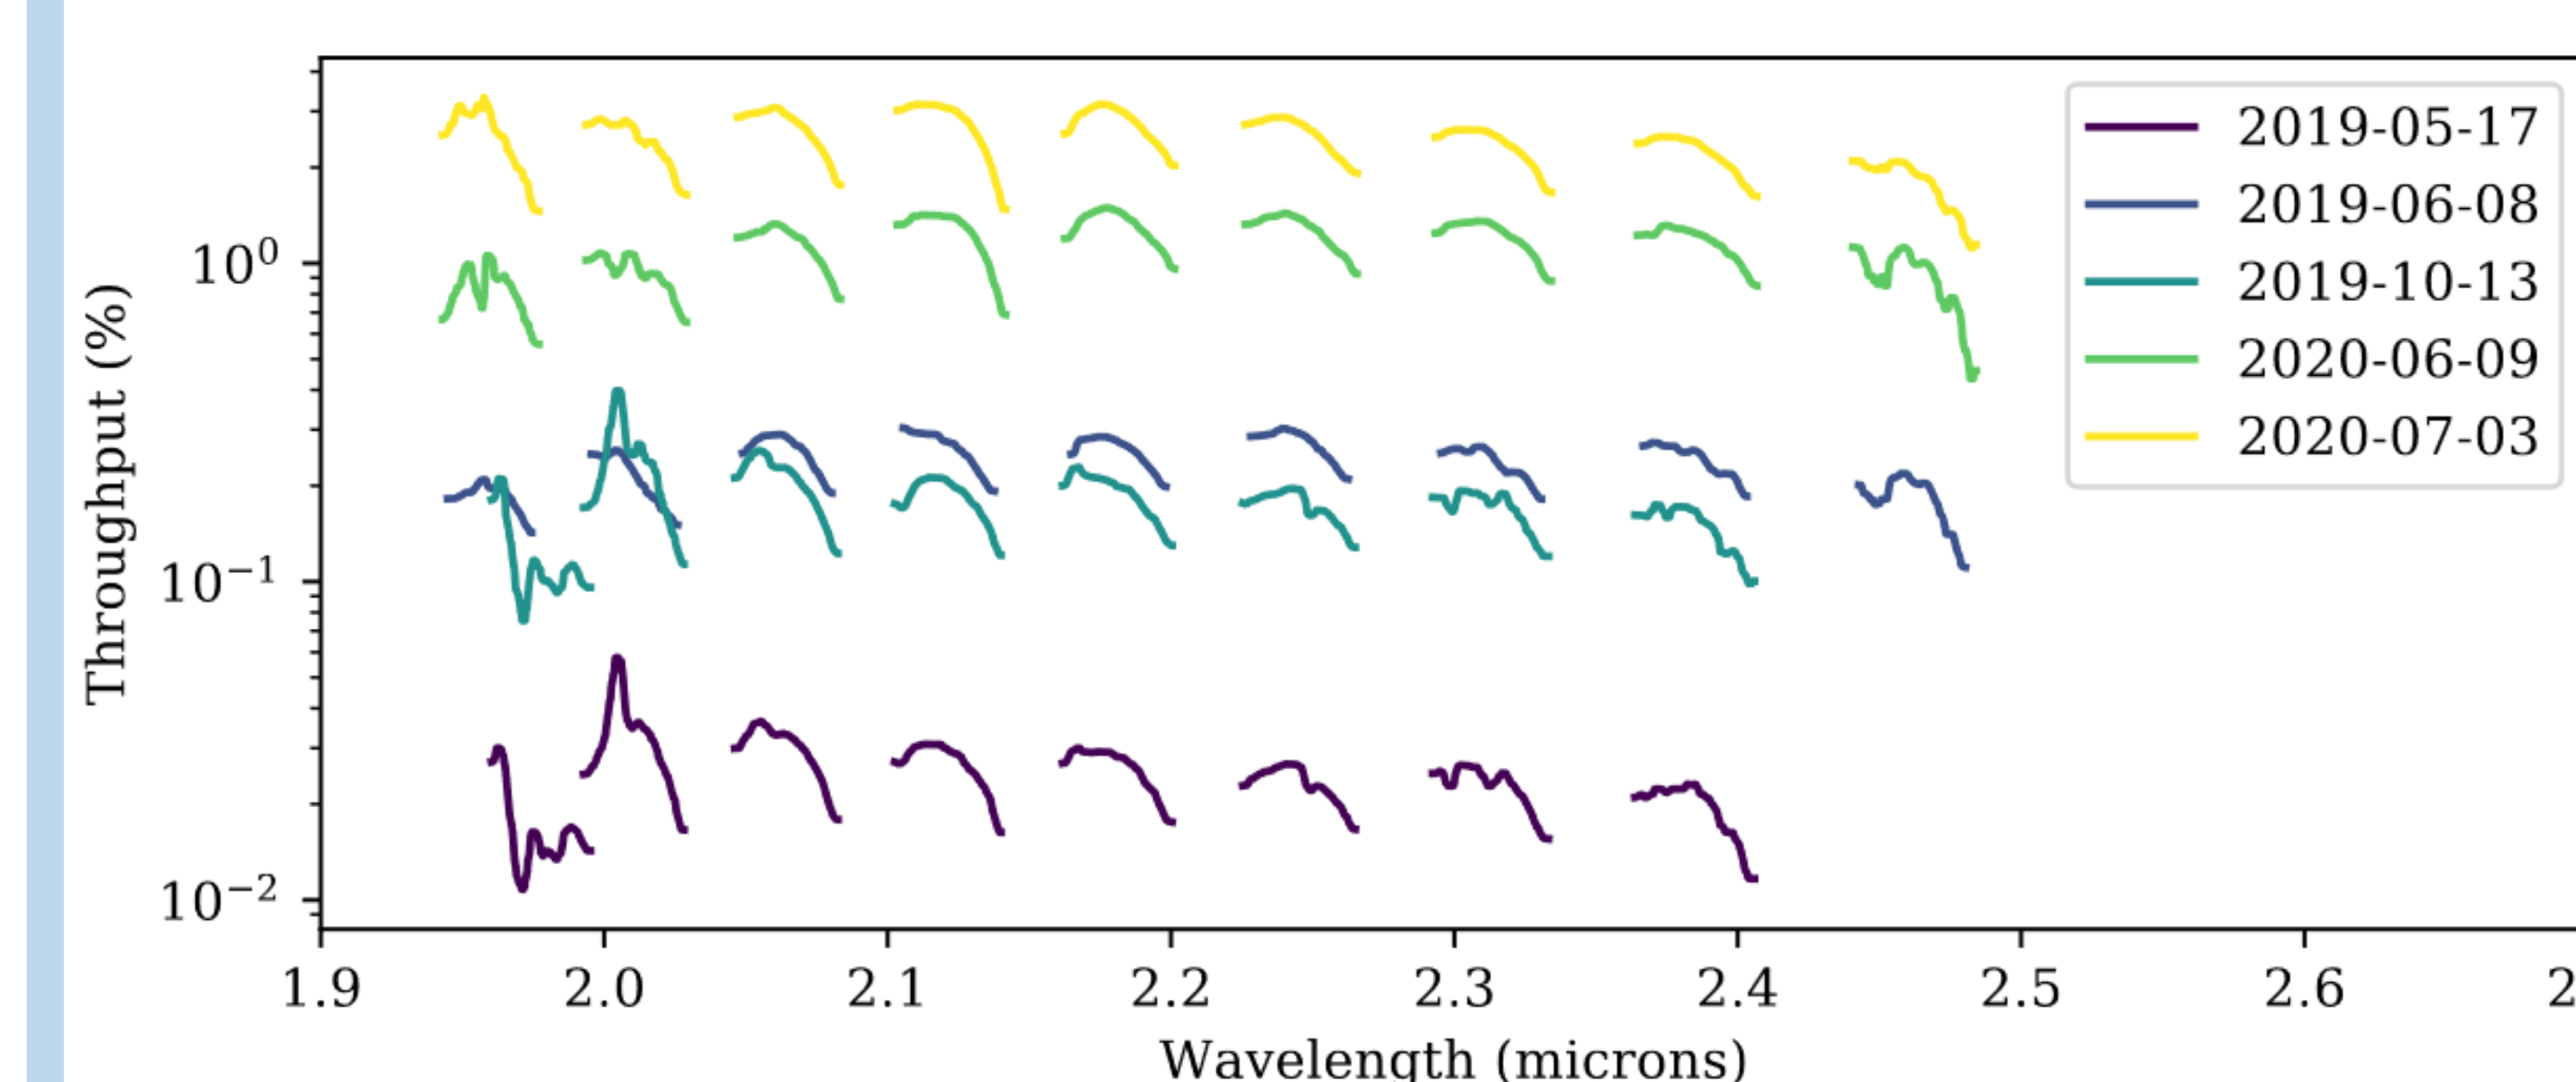 2019-05-17
2019-06-08
2019-10-13
2020-06-09
2020-07-03
Throughput (%)
10⁰
10⁻¹
10⁻²
1.9 2.0 2.1 2.2 2.3 2.4 2.5 2.6
Wavelength (microns)